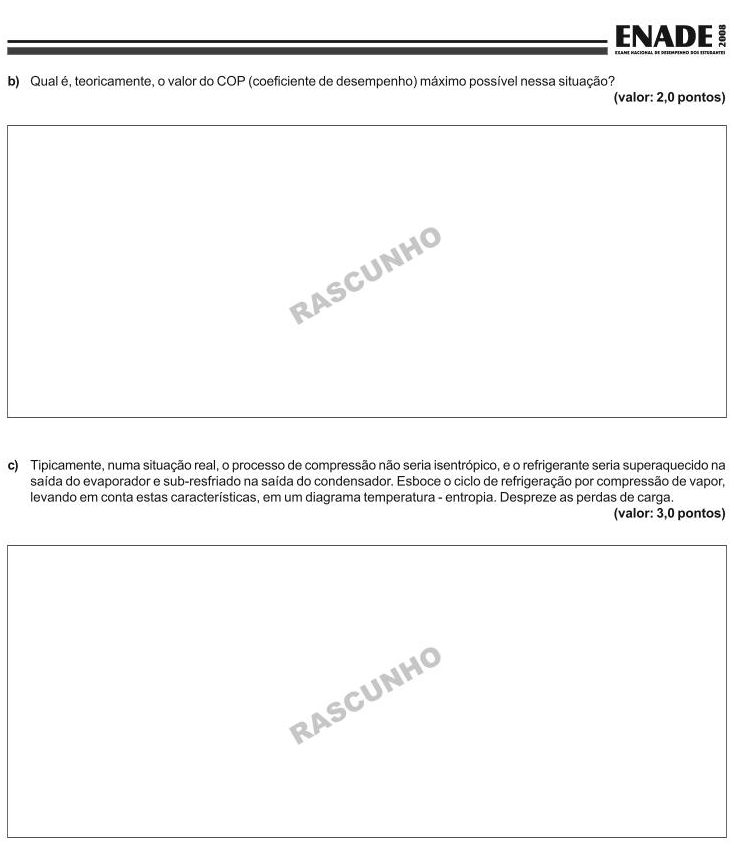 ENADE 2008
EXAME NACIONAL DE DESEMPENHO DOS ESTUDANTES
b) Qual é, teoricamente, o valor do COP (coeficiente de desempenho) máximo possível nessa situação?
(valor: 2,0 pontos)
RASCUNHO
c) Tipicamente, numa situação real, o processo de compressão não seria isentrópico, e o refrigerante seria superaquecido na
saída do evaporador e sub-resfriado na saída do condensador. Esboce o ciclo de refrigeração por compressão de vapor,
levando em conta estas características, em um diagrama temperatura - entropia. Despreze as perdas de carga.
(valor: 3,0 pontos)
RASCUNHO